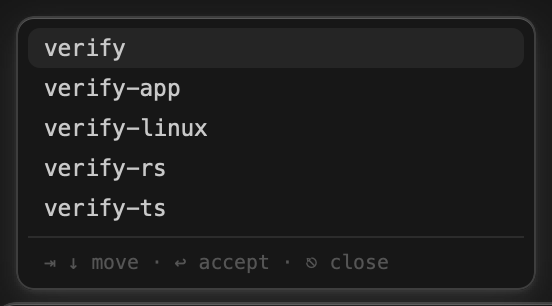 verify
verify-app
verify-linux
verify-rs
verify-ts
⇥ ↓ move · ↩ accept · ⎋ close